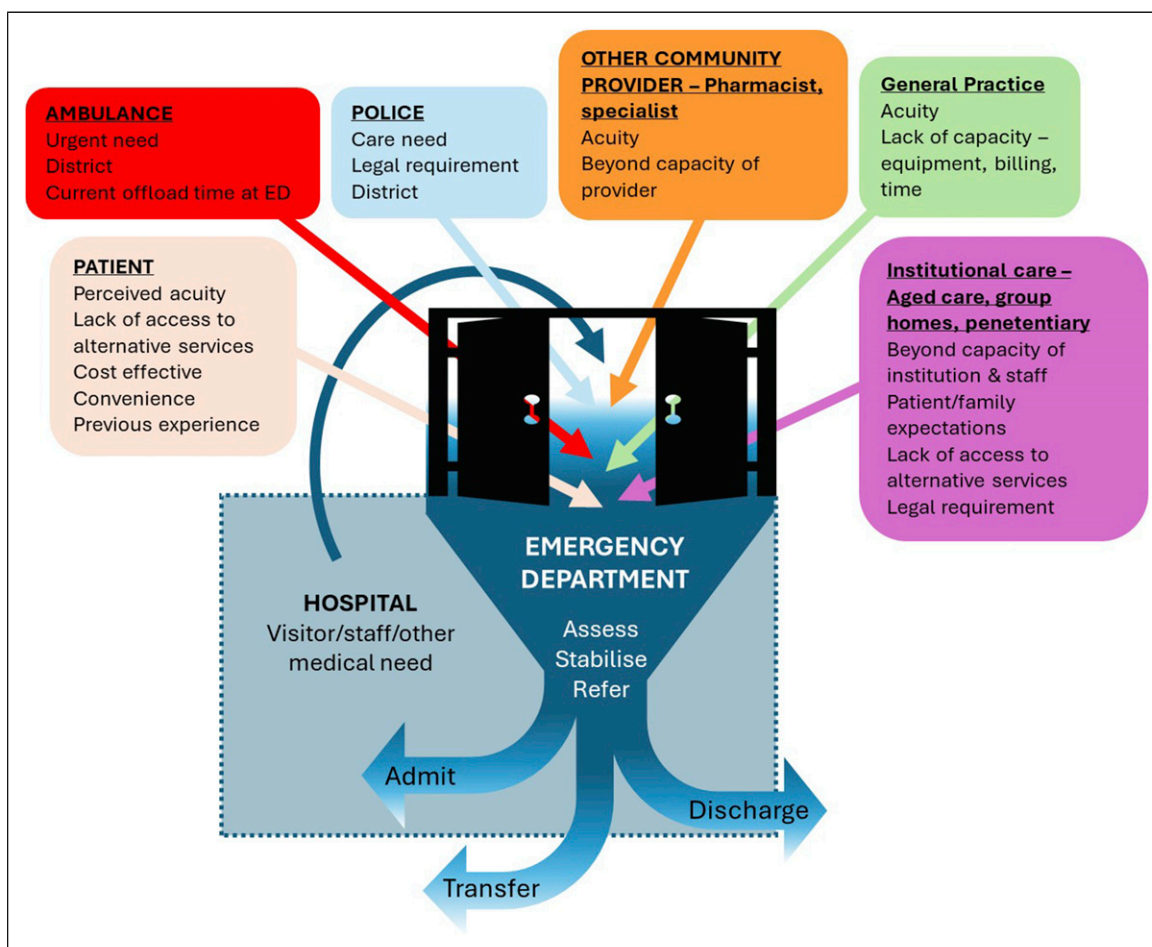 AMBULANCE
Urgent need
District
Current offload time at ED
POLICE
Care need
Legal requirement
District
OTHER COMMUNITY
PROVIDER – Pharmacist,
specialist
Acuity
Beyond capacity of
provider
General Practice
Acuity
Lack of capacity –
equipment, billing,
time
PATIENT
Perceived acuity
Lack of access to
alternative services
Cost effective
Convenience
Previous experience
Institutional care –
Aged care, group
homes, penetentiary
Beyond capacity of
institution & staff
Patient/family
expectations
Lack of access to
alternative services
Legal requirement
EMERGENCY
DEPARTMENT
Assess
Stabilise
Refer
HOSPITAL
Visitor/staff/other
medical need
Admit
Discharge
Transfer